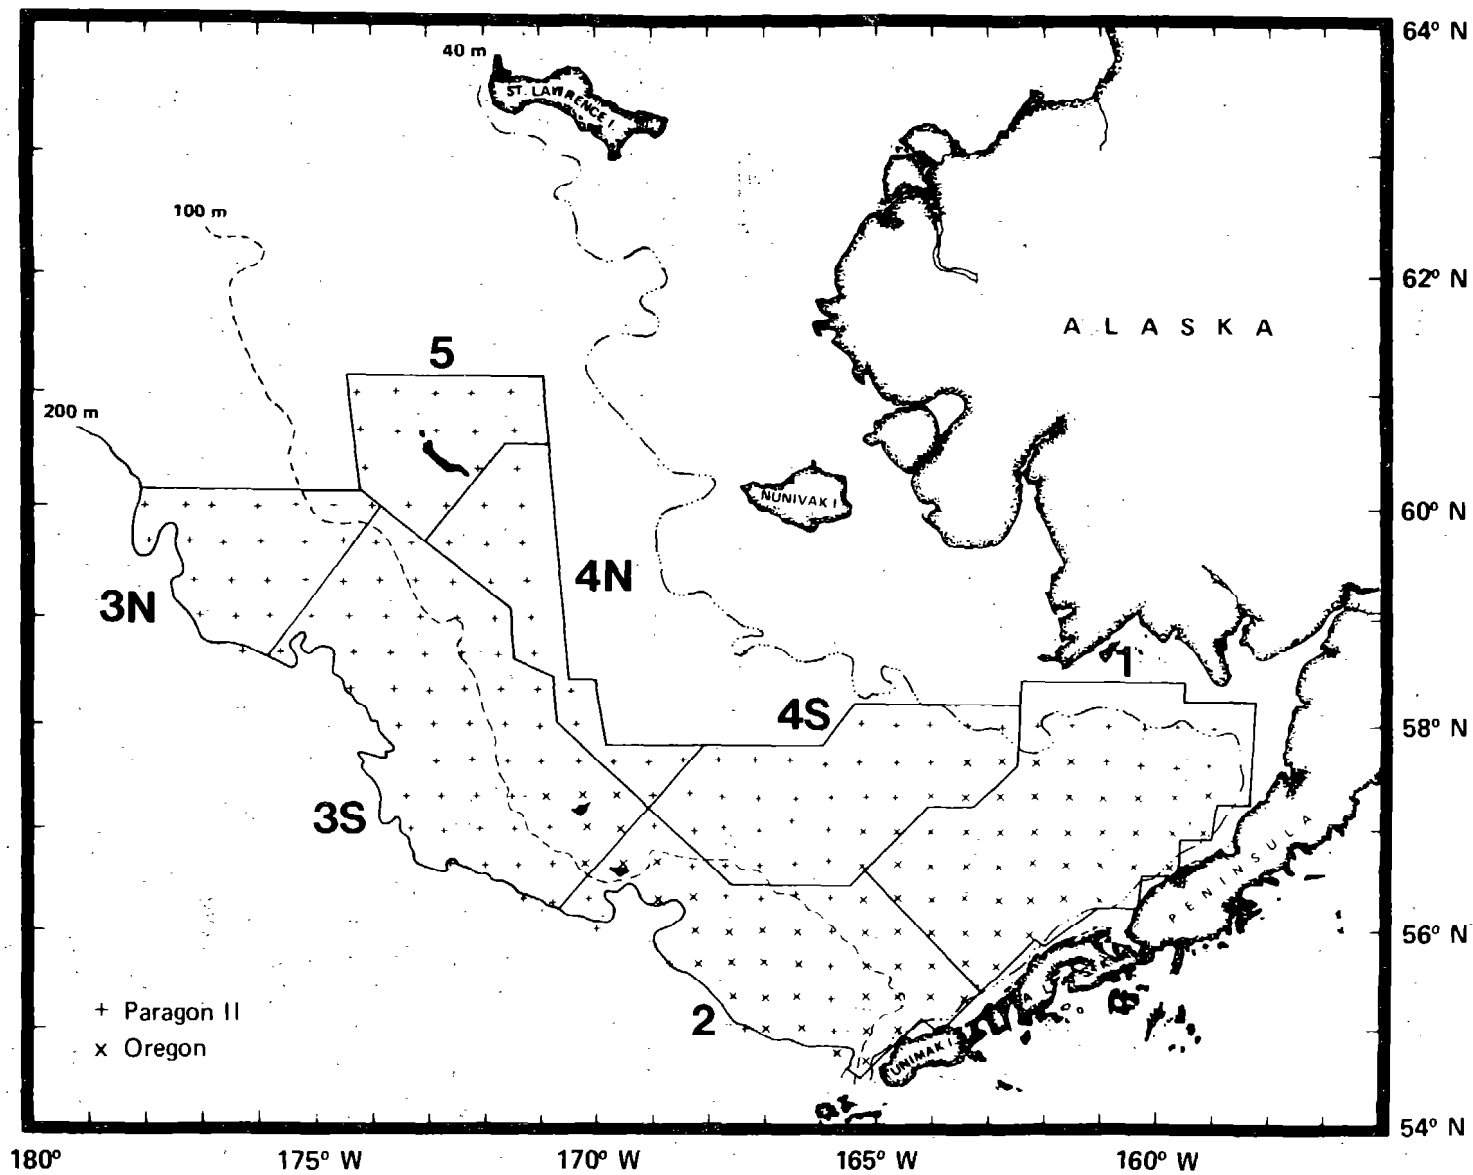 64° N
40 m
ST. LAWRENCE I.
100 m
62° N
ALASKA
5
200 m
NUNIVAK I
60° N
4N
3N
1
4S
58° N
3S
PENINSULA
56° N
+ Paragon II
2
x Oregon
UNIMAK I
54° N
180°
175° W
170° W
165° W
160° W